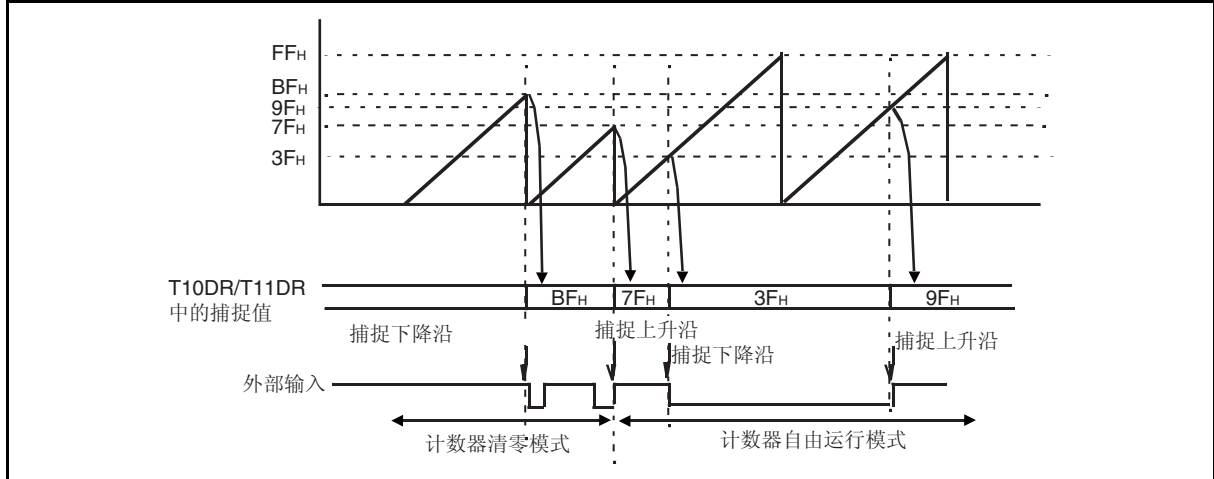 FFH
BFH
9FH
7FH
3FH
T10DR/T11DR
中的捕捉值
BFH
7FH
3FH
9FH
捕捉下降沿
捕捉上升沿
捕捉下降沿
捕捉上升沿
外部输入
计数器清零模式
计数器自由运行模式